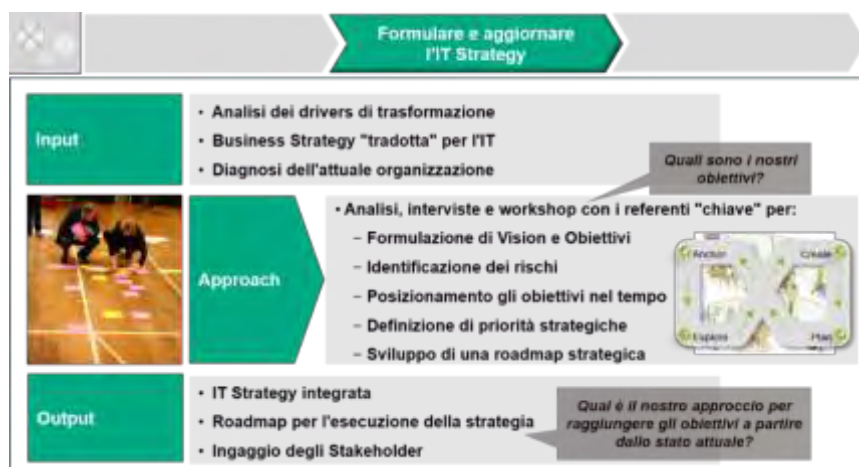 Formulare e aggiornare
l'IT Strategy
Input
• Analisi dei drivers di trasformazione
• Business Strategy "tradotta" per l'IT
• Diagnosi dell'attuale organizzazione
Quali sono i nostri
obiettivi?
Approach
• Analisi, interviste e workshop con i referenti "chiave" per:
– Formulazione di Vision e Obiettivi
– Identificazione dei rischi
– Posizionamento gli obiettivi nel tempo
– Definizione di priorità strategiche
– Sviluppo di una roadmap strategica
Anchor
Create
Explore
Plan
Output
• IT Strategy integrata
• Roadmap per l'esecuzione della strategia
• Ingaggio degli Stakeholder
Qual è il nostro approccio per
raggiungere gli obiettivi a partire
dallo stato attuale?